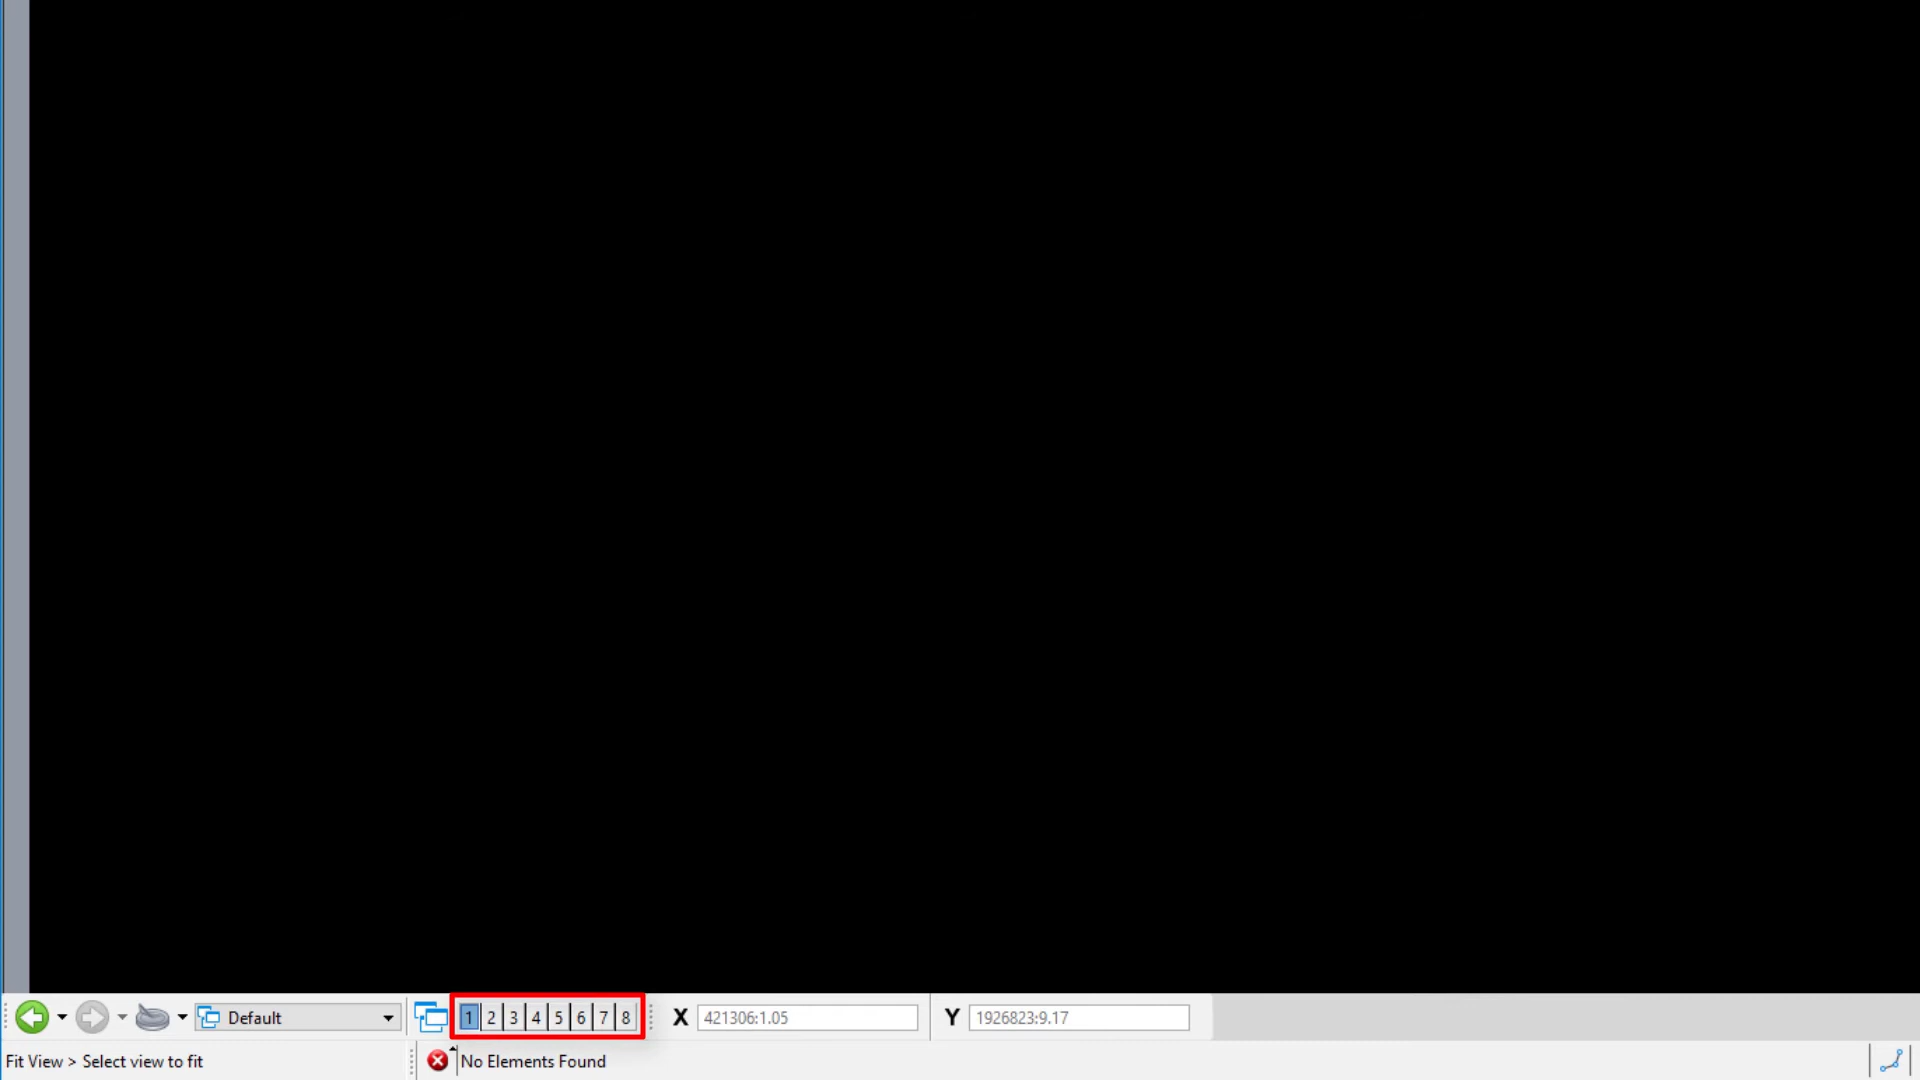 Default 1 2 3 4 5 6 7 8 X 421306:1.05 Y 1926823:9.17
Fit View > Select view to fit No Elements Found